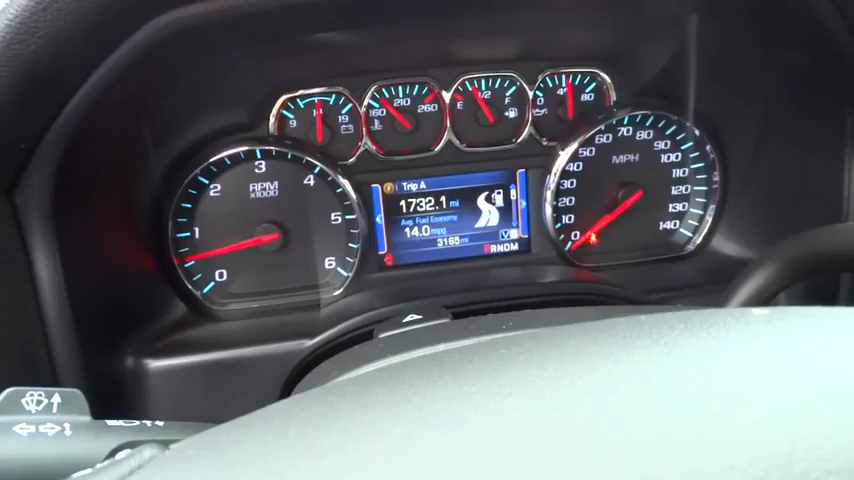 9 14 19
160 210 260
E 1/2 F
0 40 80
RPM
X1000
0 1 2 3 4 5 6
Trip A
1732.1 mi
Avg. Fuel Economy
14.0 mpg
3165 mi
PRNDM
MPH
0 10 20 30 40 50 60 70 80 90 100 110 120 130 140